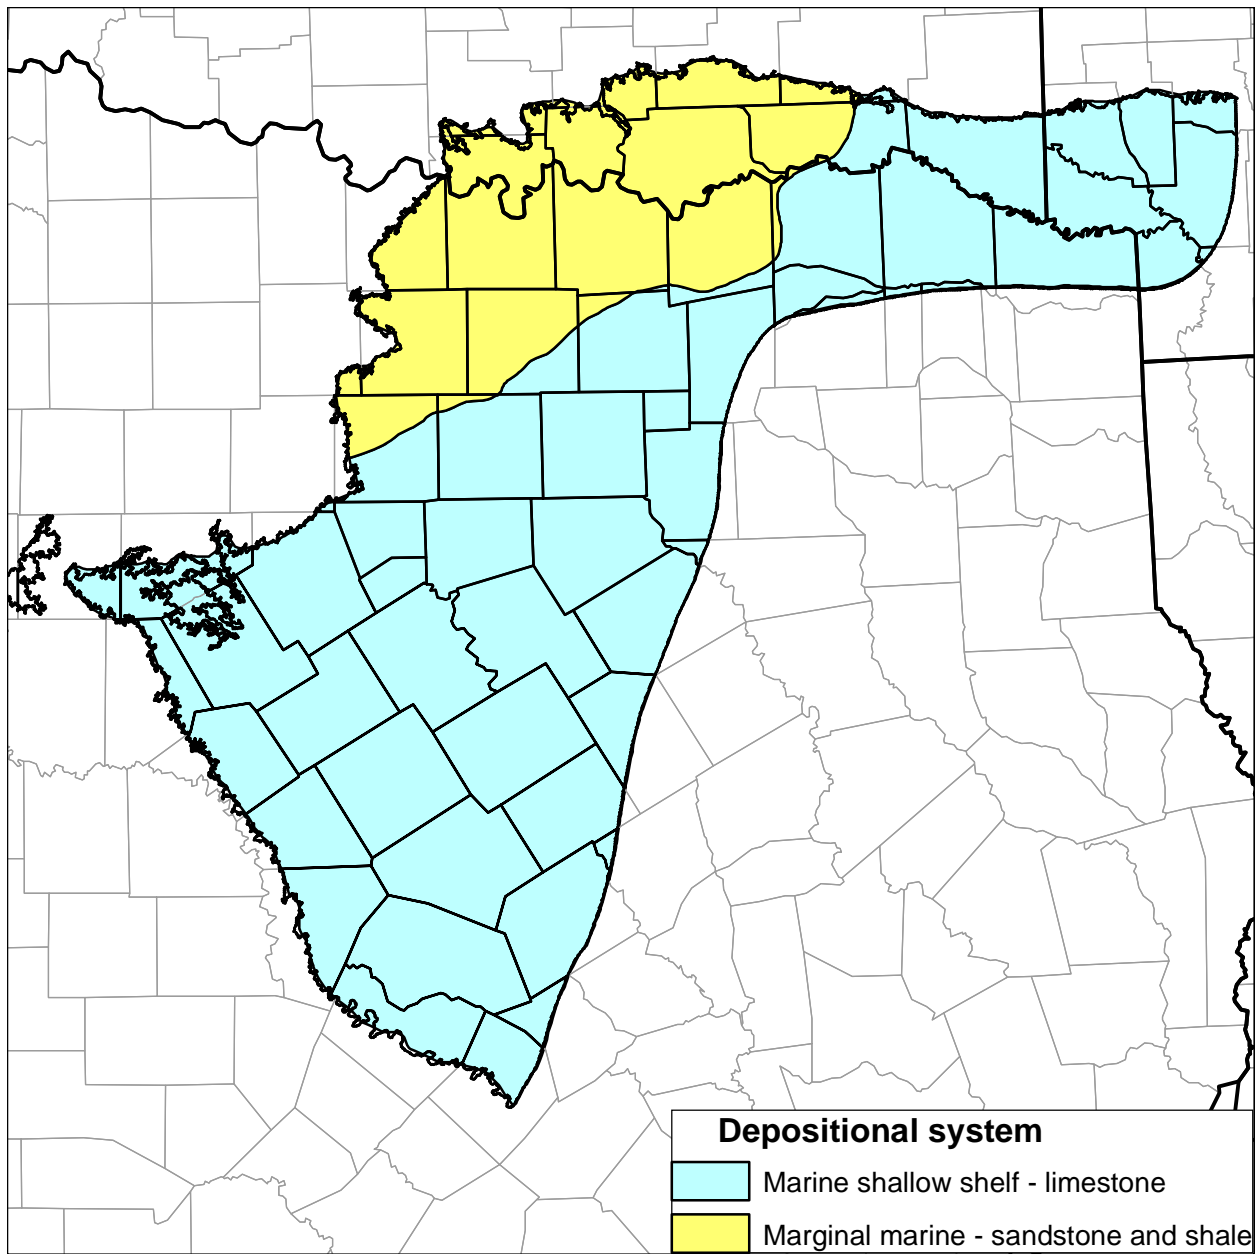 Depositional system
Marine shallow shelf - limestone
Marginal marine - sandstone and shale